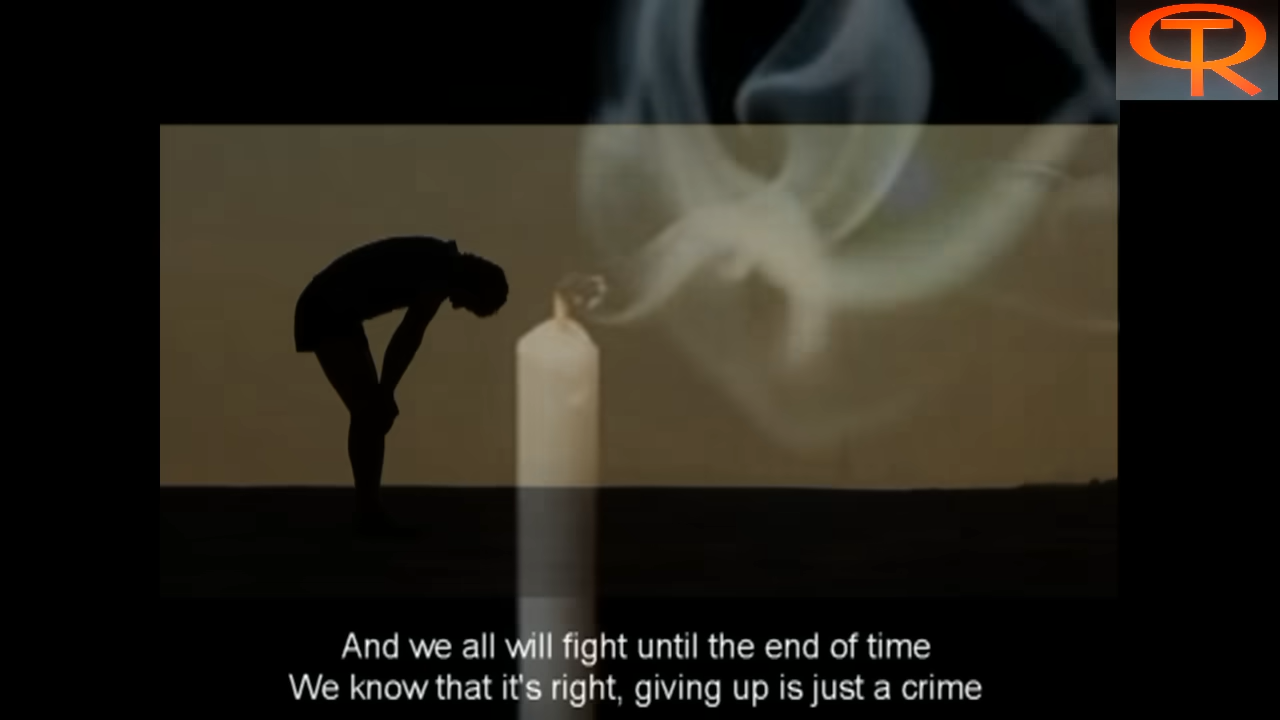 And we all will fight until the end of time
We know that it's right, giving up is just a crime